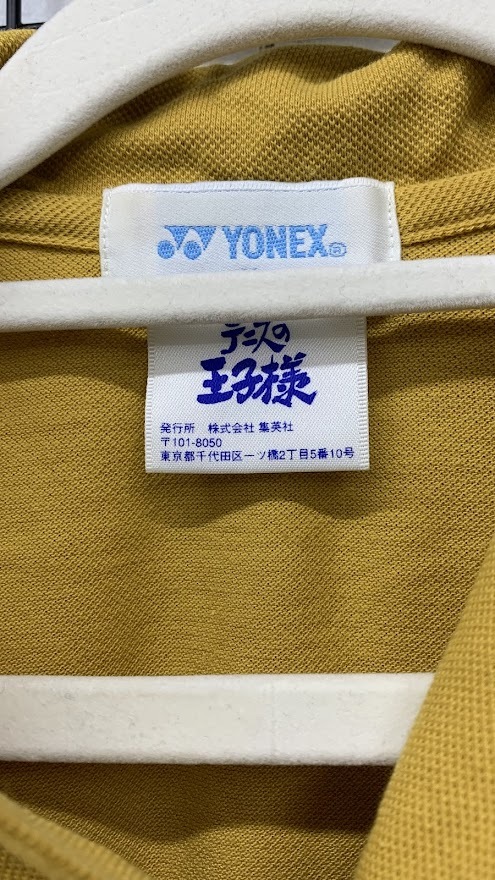 YONEX®
テニスの
王子様
発行所 株式会社 集英社
〒101-8050
東京都千代田区一ツ橋2丁目5番10号